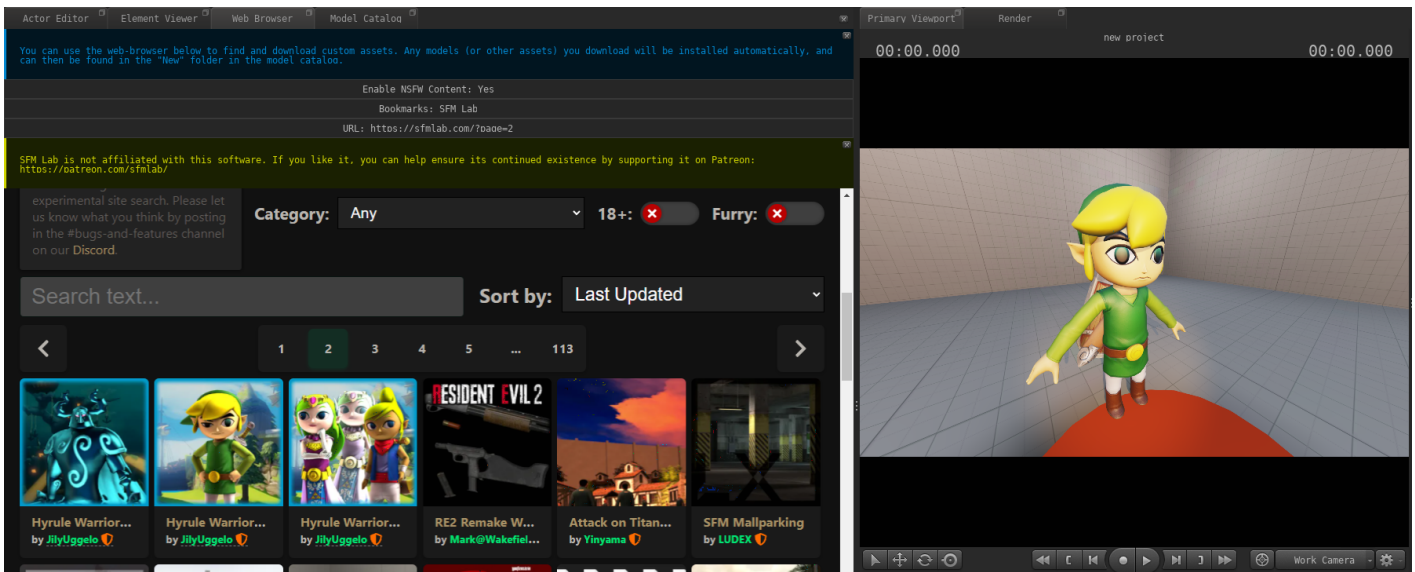 Actor Editor
Element Viewer
Web Browser
Model Catalog
Primary Viewport
Render
You can use the web-browser below to find and download custom assets. Any models (or other assets) you download will be installed automatically, and
can then be found in the "New" folder in the model catalog.
new project
00:00.000
00:00.000
Enable NSFW Content: Yes
Bookmarks: SFM Lab
URL: https://sfmlab.com/?page=2
SFM Lab is not affiliated with this software. If you like it, you can help ensure its continued existence by supporting it on Patreon:
https://patreon.com/sfmlab/
experimental site search. Please let
us know what you think by posting
in the #bugs-and-features channel
on our Discord.
Category:
Any
18+:
Furry:
Search text...
Sort by:
Last Updated
1 2 3 4 5 ... 113
RESIDENT EVIL 2
Hyrule Warrior...
by JilyUggelo
Hyrule Warrior...
by JilyUggelo
Hyrule Warrior...
by JilyUggelo
RE2 Remake W...
by Mark@Wakefiel...
Attack on Titan...
by Yinyama
SFM Mallparking
by LUDEX
Work Camera